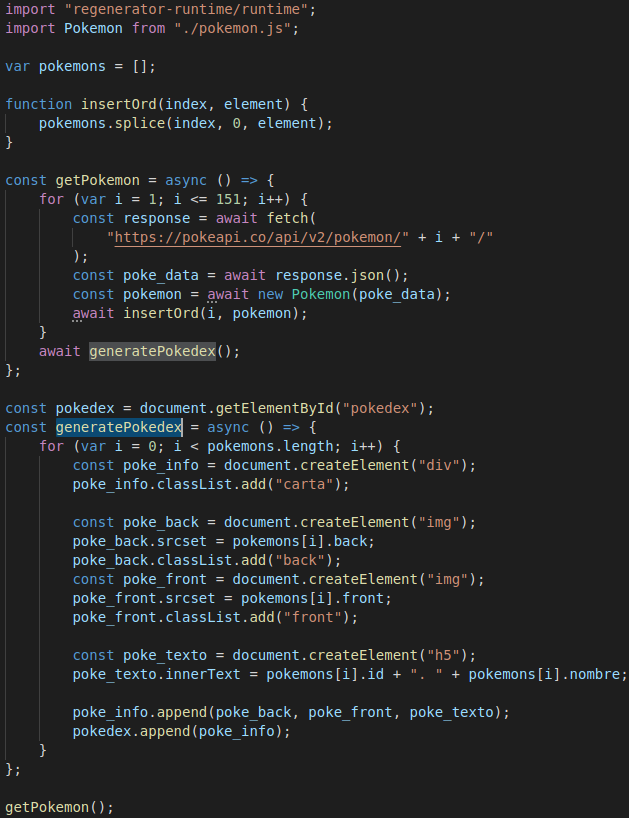 import "regenerator-runtime/runtime";
import Pokemon from "./pokemon.js";

var pokemons = [];

function insertOrd(index, element) {
    pokemons.splice(index, 0, element);
}

const getPokemon = async () => {
    for (var i = 1; i <= 151; i++) {
        const response = await fetch(
            "https://pokeapi.co/api/v2/pokemon/" + i + "/"
        );
        const poke_data = await response.json();
        const pokemon = await new Pokemon(poke_data);
        await insertOrd(i, pokemon);
    }
    await generatePokedex();
};

const pokedex = document.getElementById("pokedex");
const generatePokedex = async () => {
    for (var i = 0; i < pokemons.length; i++) {
        const poke_info = document.createElement("div");
        poke_info.classList.add("carta");

        const poke_back = document.createElement("img");
        poke_back.srcset = pokemons[i].back;
        poke_back.classList.add("back");
        const poke_front = document.createElement("img");
        poke_front.srcset = pokemons[i].front;
        poke_front.classList.add("front");

        const poke_texto = document.createElement("h5");
        poke_texto.innerText = pokemons[i].id + ". " + pokemons[i].nombre;

        poke_info.append(poke_back, poke_front, poke_texto);
        pokedex.append(poke_info);
    }
};

getPokemon();